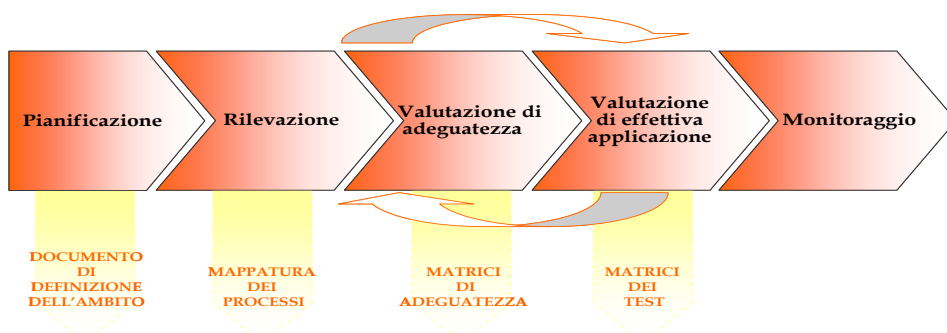 Pianificazione
Rilevazione
Valutazione di
adeguatezza
Valutazione
di effettiva
applicazione
Monitoraggio
DOCUMENTO
DI
DEFINIZIONE
DELL'AMBITO
MAPPATURA
DEI
PROCESSI
MATRICI
DI
ADEGUATEZZA
MATRICI
DEI
TEST